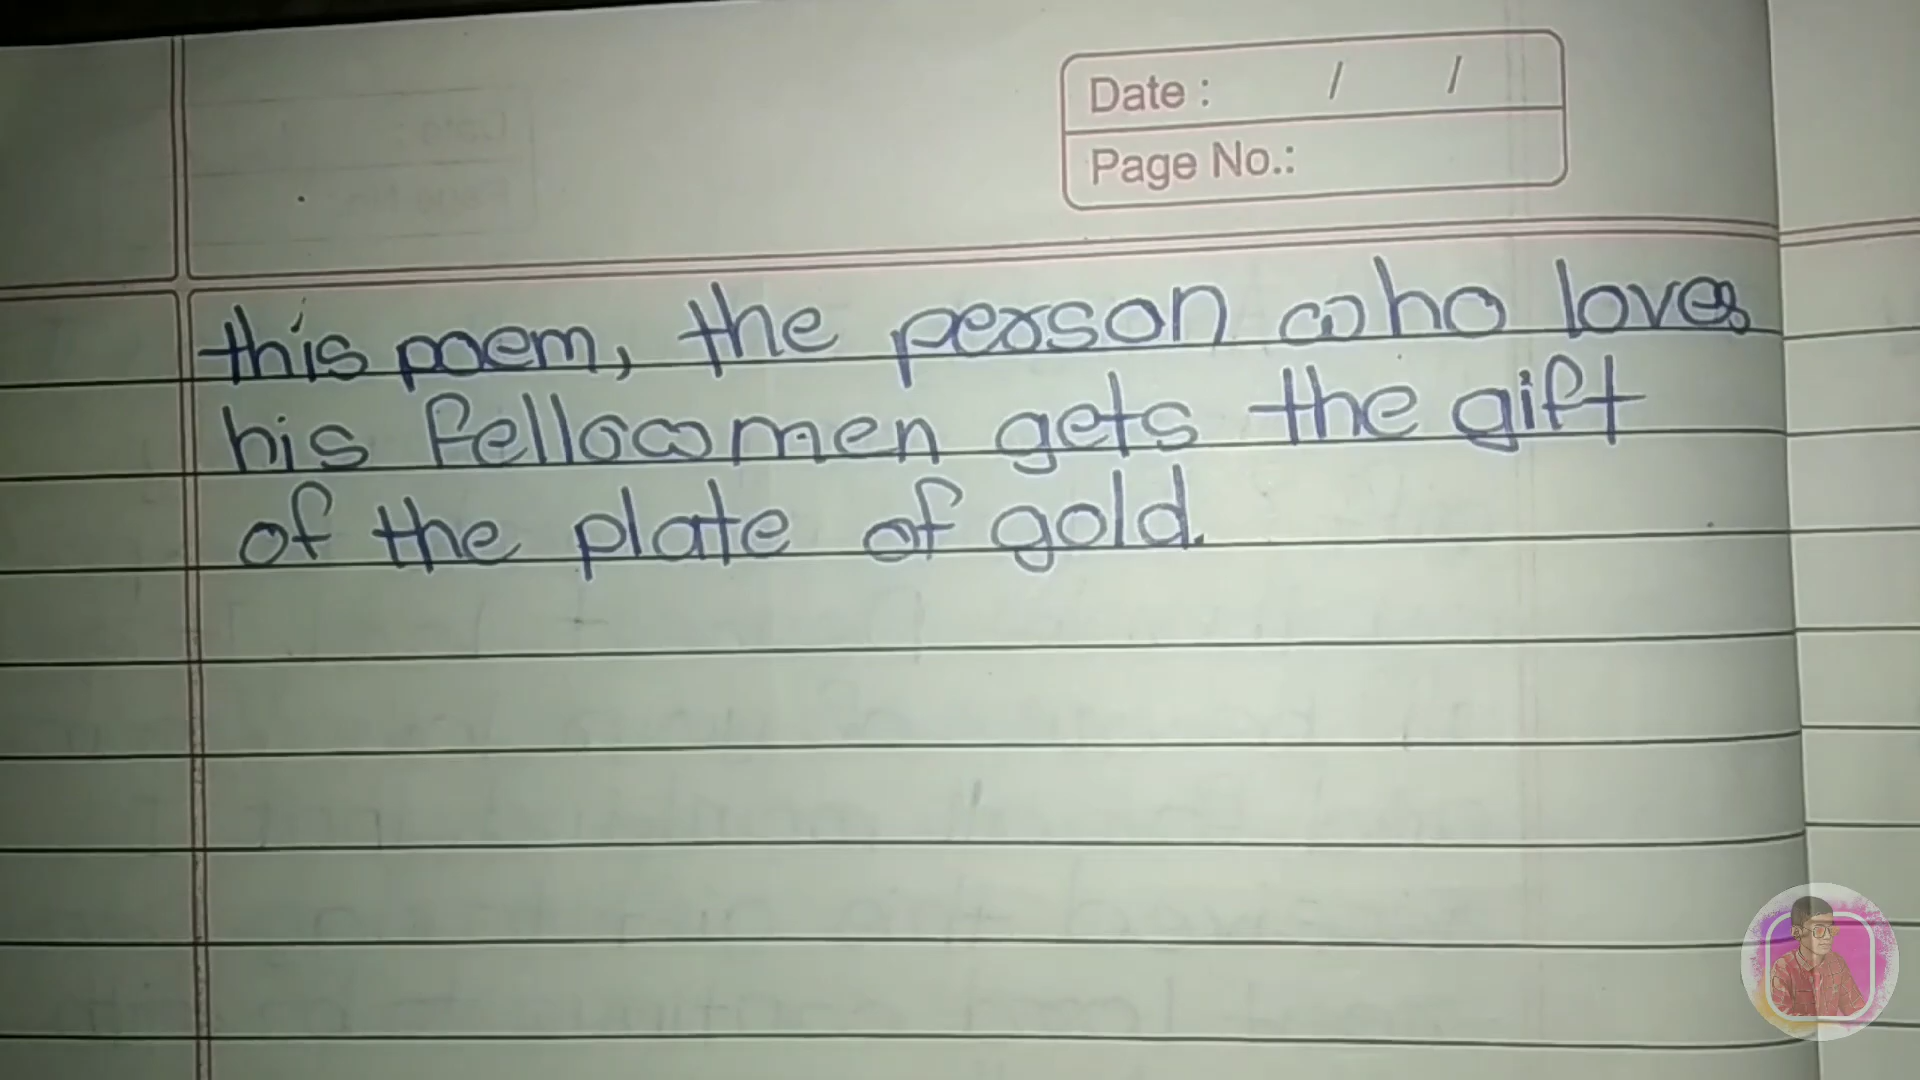 Date : / /
Page No.:
this poem, the person who loves
his fellowmen gets the gift
of the plate of gold.